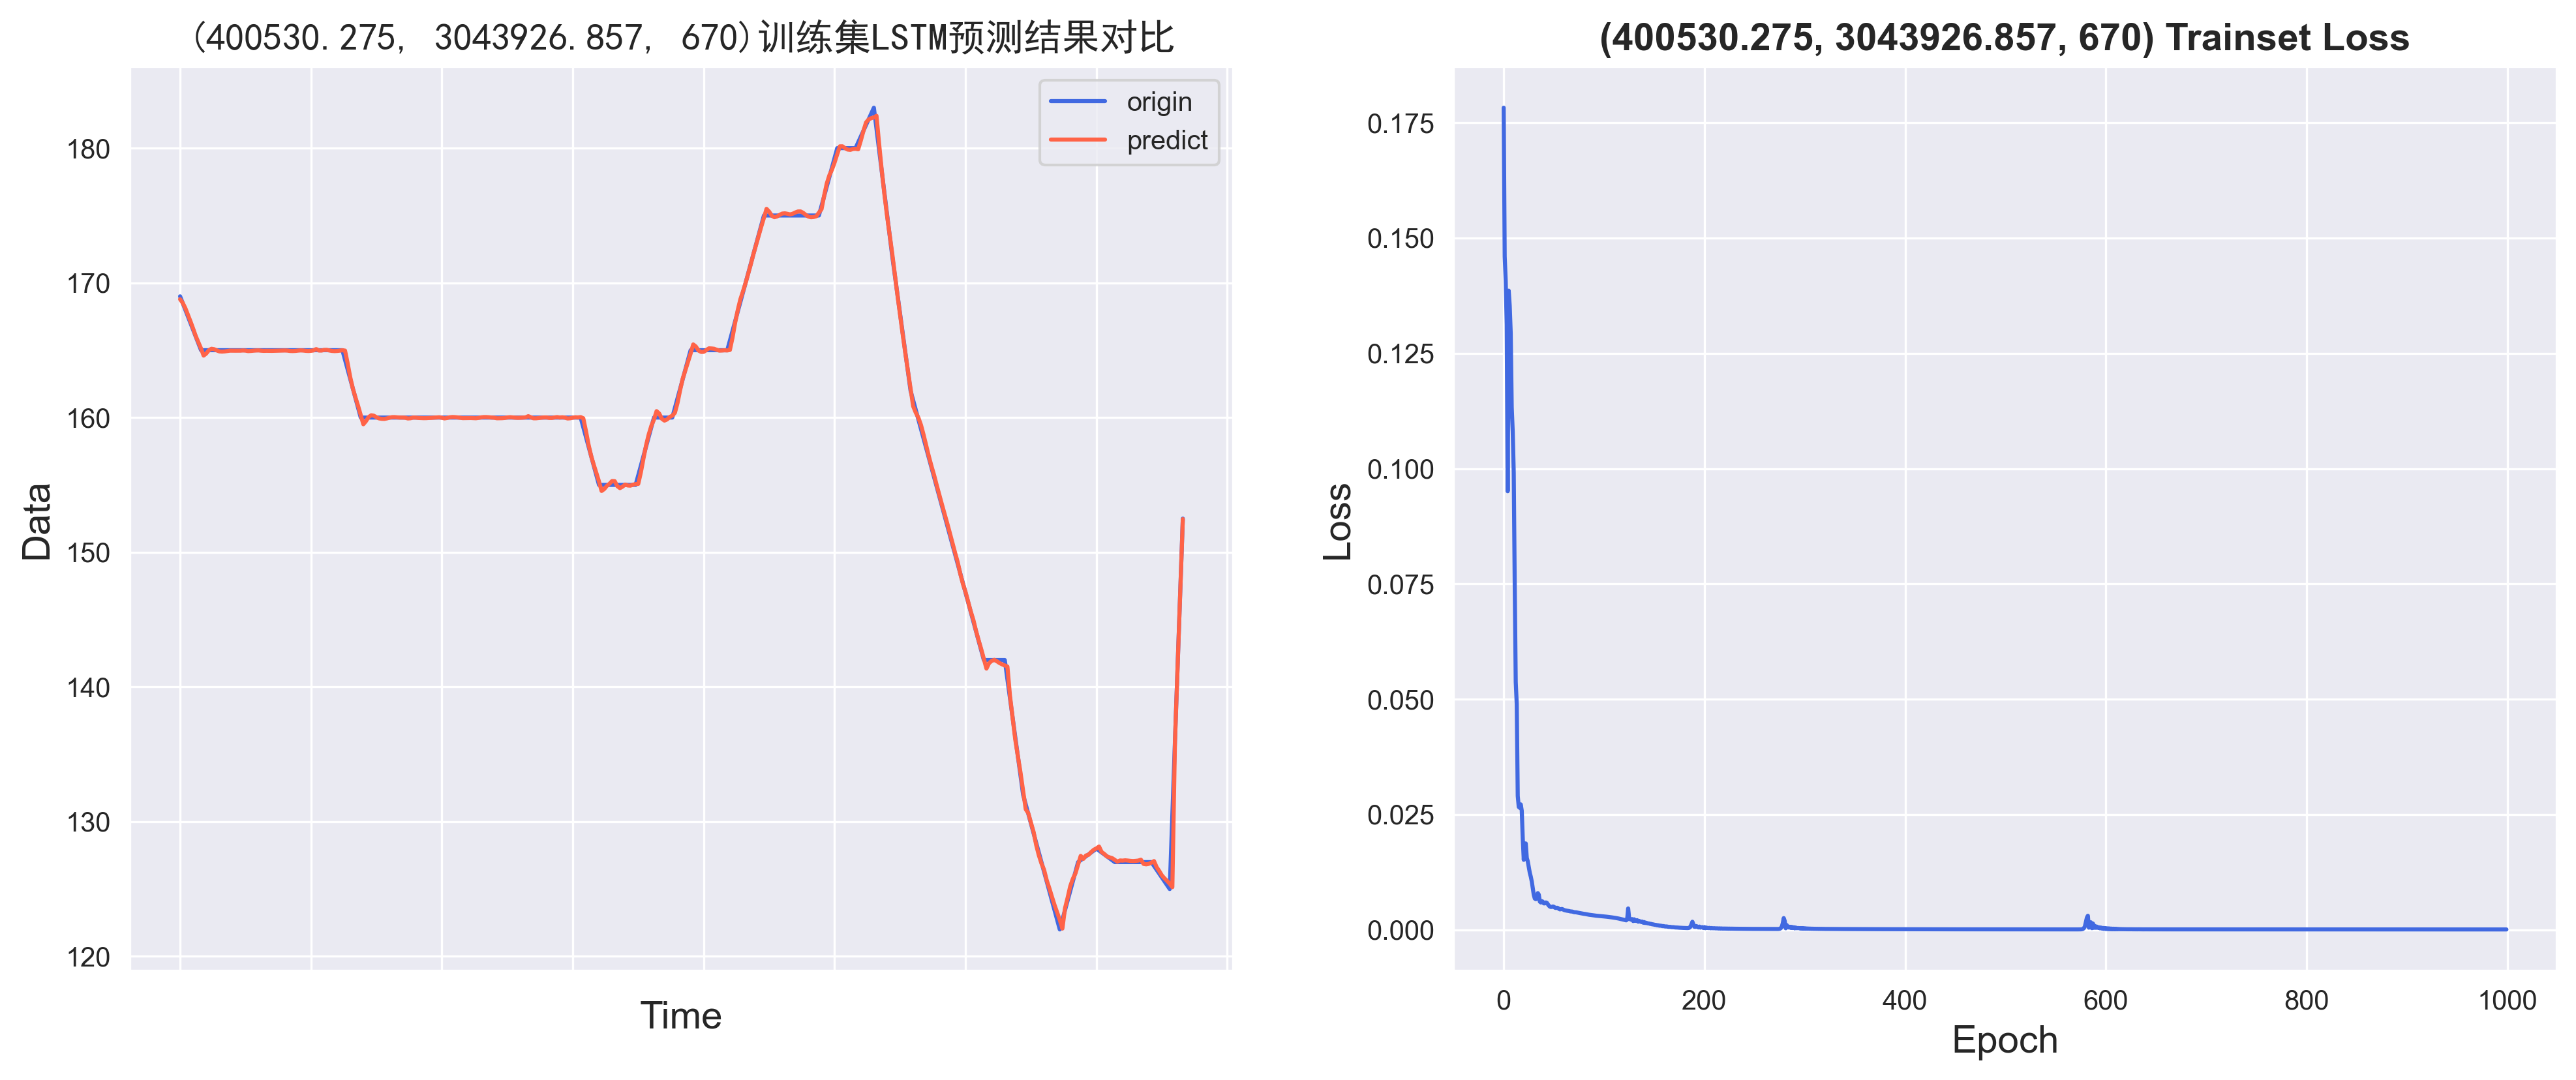 (400530.275, 3043926.857, 670)训练集LSTM预测结果对比
origin
predict
180
170
160
150
140
130
120
Data
Time
(400530.275, 3043926.857, 670) Trainset Loss
0.175
0.150
0.125
0.100
0.075
0.050
0.025
0.000
Loss
0 200 400 600 800 1000
Epoch